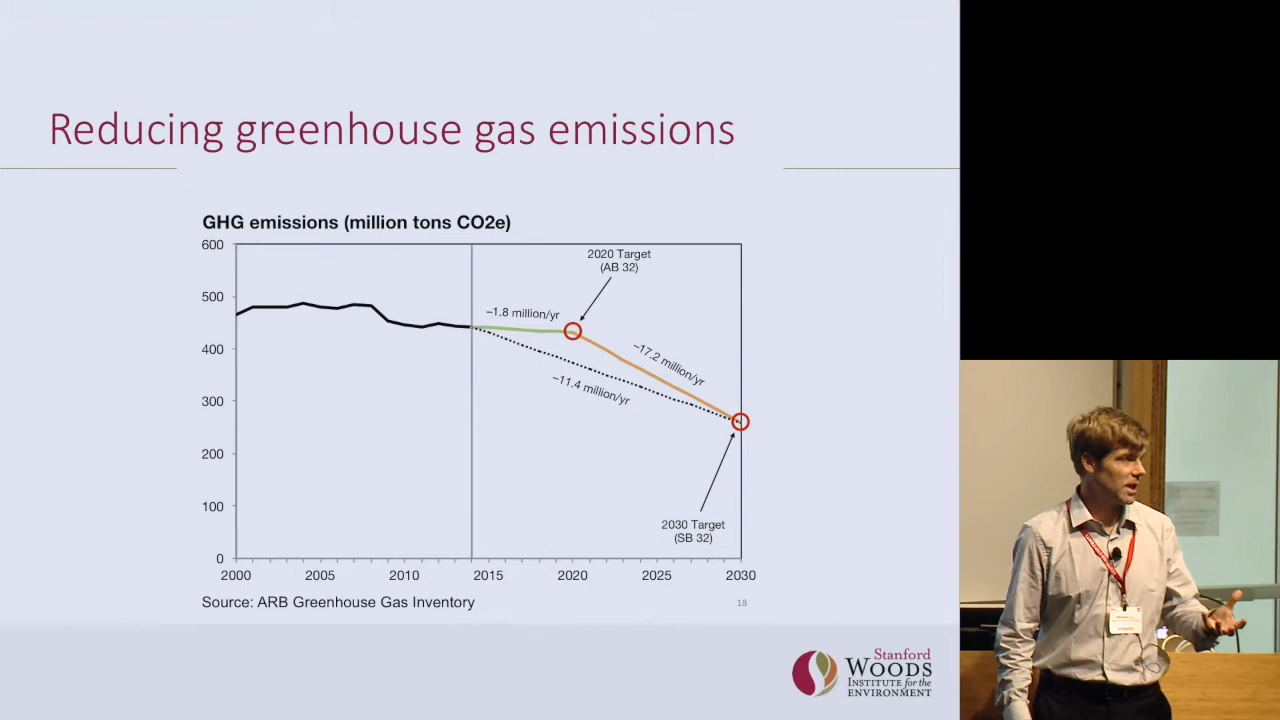 Reducing greenhouse gas emissions
GHG emissions (million tons CO2e)
600
500
400
300
200
100
0
2000
2005
2010
2015
2020
2025
2030
2020 Target
(AB 32)
–1.8 million/yr
–17.2 million/yr
–11.4 million/yr
2030 Target
(SB 32)
Source: ARB Greenhouse Gas Inventory
18
Stanford
WOODS
INSTITUTE for the
ENVIRONMENT